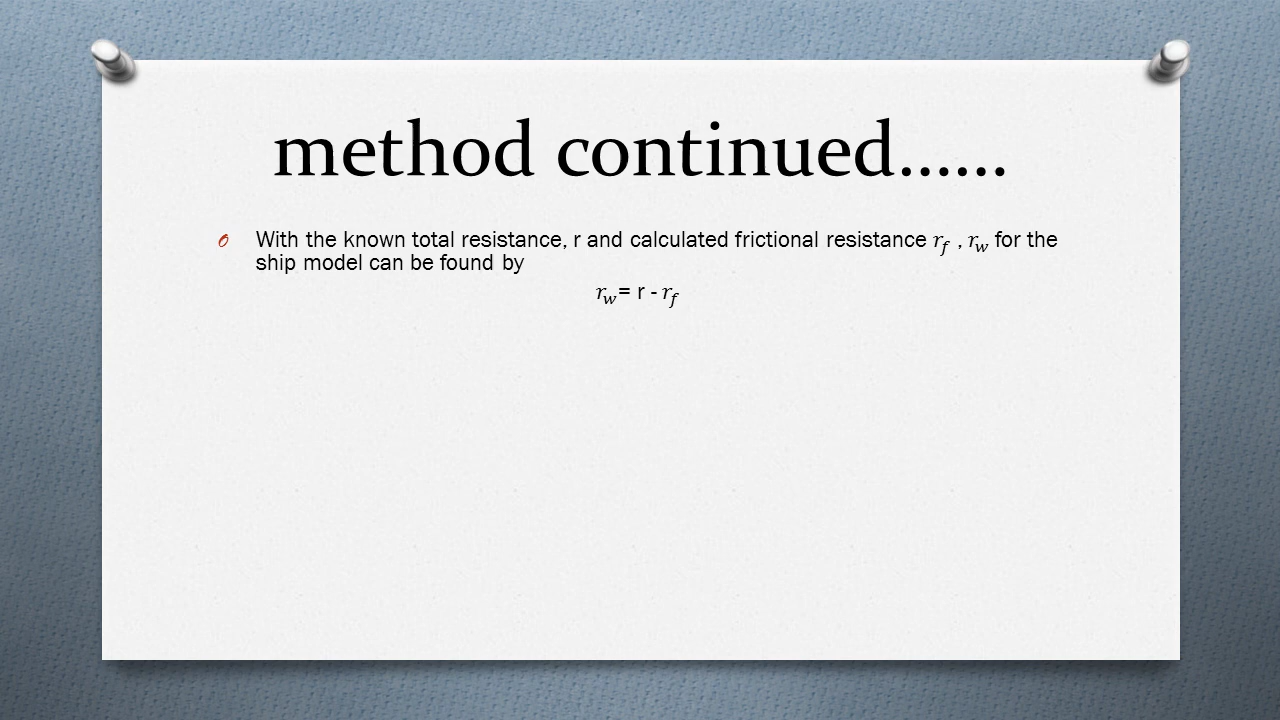 method continued......
With the known total resistance, r and calculated frictional resistance 𝑟𝑓 , 𝑟𝑤 for the
ship model can be found by
𝑟𝑤= r - 𝑟𝑓